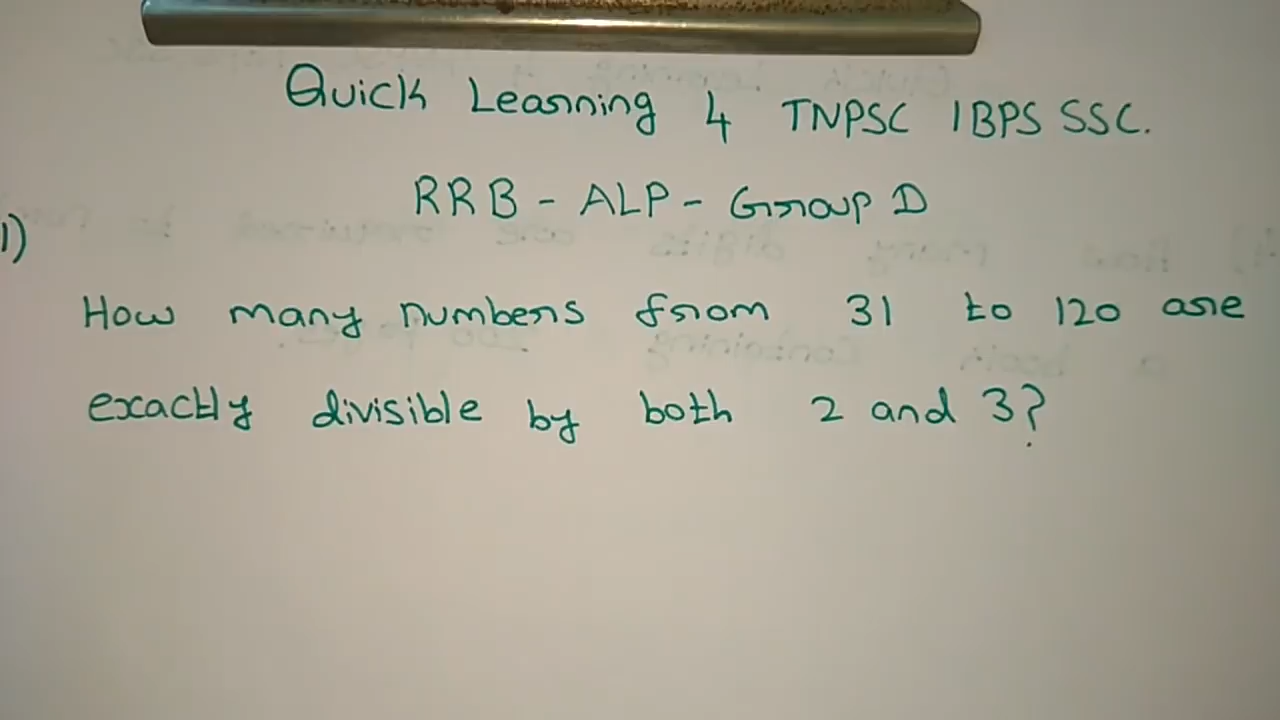 Quick Learning 4 TNPSC IBPS SSC.
RRB - ALP - Group D
1)
How many numbers from 31 to 120 are
exactly divisible by both 2 and 3?